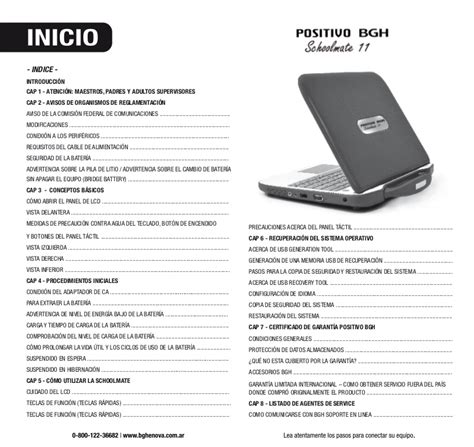 INICIO
- INDICE -
INTRODUCCIÓN
CAP 1 - ATENCIÓN: MAESTROS, PADRES Y ADULTOS SUPERVISORES
CAP 2 - AVISOS DE ORGANISMOS DE REGLAMENTACIÓN
AVISO DE LA COMISIÓN FEDERAL DE COMUNICACIONES
MODIFICACIONES
CONDIÓN A LOS PERIFÉRICOS
REQUISITOS DEL CABLE DE ALIMENTACIÓN
SEGURIDAD DE LA BATERÍA
ADVERTENCIA SOBRE LA PILA DE LITIO / ADVERTENCIA SOBRE EL CAMBIO DE BATERÍA
SIN APAGAR EL EQUIPO (BRIDGE BATTERY)
CAP 3 - CONCEPTOS BÁSICOS
CÓMO ABRIR EL PANEL DE LCD
VISTA DELANTERA
MEDIDAS DE PRECAUCIÓN CONTRA AGUA DEL TECLADO, BOTÓN DE ENCENDIDO
Y BOTONES DEL PANEL TÁCTIL
VISTA IZQUIERDA
VISTA DERECHA
VISTA INFERIOR
CAP 4 - PROCEDIMIENTOS INICIALES
CONDIÓN DEL ADAPTADOR DE CA
PARA EXTRAER LA BATERÍA
ADVERTENCIA DE NIVEL DE ENERGÍA BAJO DE LA BATERÍA
CARGA Y TIEMPO DE CARGA DE LA BATERÍA
COMPROBACIÓN DEL NIVEL DE CARGA DE LA BATERÍA
CÓMO PROLONGAR LA VIDA ÚTIL Y LOS CICLOS DE USO DE LA BATERÍA
SUSPENDIDO EN ESPERA
SUSPENDIDO EN HIBERNACIÓN
CAP 5 - CÓMO UTILIZAR LA SCHOOLMATE
CUIDADO DEL LCD
TECLAS DE FUNCIÓN (TECLAS RÁPIDAS)
TECLAS DE FUNCIÓN (TECLAS RÁPIDAS)
0-800-122-36682 | www.bghenova.com.ar
POSITIVO BGH
Schoolmate 11
POSITIVO BGH
PRECAUCIONES ACERCA DEL PANEL TÁCTIL
CAP 6 - RECUPERACIÓN DEL SISTEMA OPERATIVO
ACERCA DE USB GENERATION TOOL
GENERACIÓN DE UNA MEMORIA USB DE RECUPERACIÓN
PASOS PARA LA COPIA DE SEGURIDAD Y RESTAURACIÓN DEL SISTEMA
ACERCA DE USB RECOVERY TOOL
CONFIGURACIÓN DE IDIOMA
COPIA DE SEGURIDAD DEL SISTEMA
RESTAURACIÓN DEL SISTEMA
CAP 7 - CERTIFICADO DE GARANTÍA POSITIVO BGH
CONDICIONES GENERALES
PROTECCIÓN DE DATOS ALMACENADOS
¿QUÉ NO ESTA CUBIERTO POR LA GARANTÍA?
ACCESORIOS BGH
GARANTÍA LIMITADA INTERNACIONAL – COMO OBTENER SERVICIO FUERA DEL PAÍS
DONDE COMPRÓ ORIGINALMENTE EL PRODUCTO
CAP 8 - LISTADO DE AGENTES DE SERVICE
COMO COMUNICARSE CON BGH SOPORTE EN LINEA
Lea atentamente los pasos para conectar su equipo.